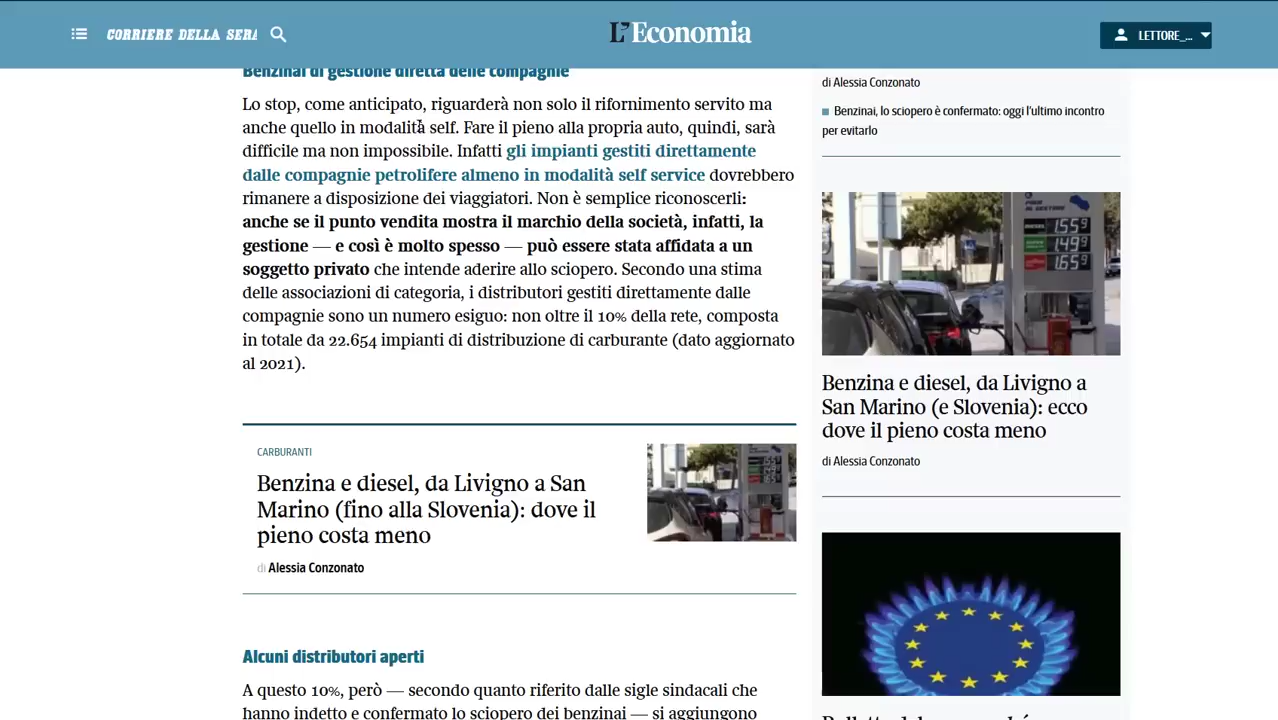 CORRIERE DELLA SERA
L'Economia
LETTORE_...
Benzinai di gestione diretta delle compagnie
Lo stop, come anticipato, riguarderà non solo il rifornimento servito ma
anche quello in modalità self. Fare il pieno alla propria auto, quindi, sarà
difficile ma non impossibile. Infatti gli impianti gestiti direttamente
dalle compagnie petrolifere almeno in modalità self service dovrebbero
rimanere a disposizione dei viaggiatori. Non è semplice riconoscerli:
anche se il punto vendita mostra il marchio della società, infatti, la
gestione — e così è molto spesso — può essere stata affidata a un
soggetto privato che intende aderire allo sciopero. Secondo una stima
delle associazioni di categoria, i distributori gestiti direttamente dalle
compagnie sono un numero esiguo: non oltre il 10% della rete, composta
in totale da 22.654 impianti di distribuzione di carburante (dato aggiornato
al 2021).
CARBURANTI
Benzina e diesel, da Livigno a San
Marino (fino alla Slovenia): dove il
pieno costa meno
di Alessia Conzonato
Alcuni distributori aperti
A questo 10%, però — secondo quanto riferito dalle sigle sindacali che
hanno indetto e confermato lo sciopero dei benzinai — si aggiungono
di Alessia Conzonato
Benzinai, lo sciopero è confermato: oggi l'ultimo incontro
per evitarlo
DIESEL 1.559
1.499
1.659
Benzina e diesel, da Livigno a
San Marino (e Slovenia): ecco
dove il pieno costa meno
di Alessia Conzonato